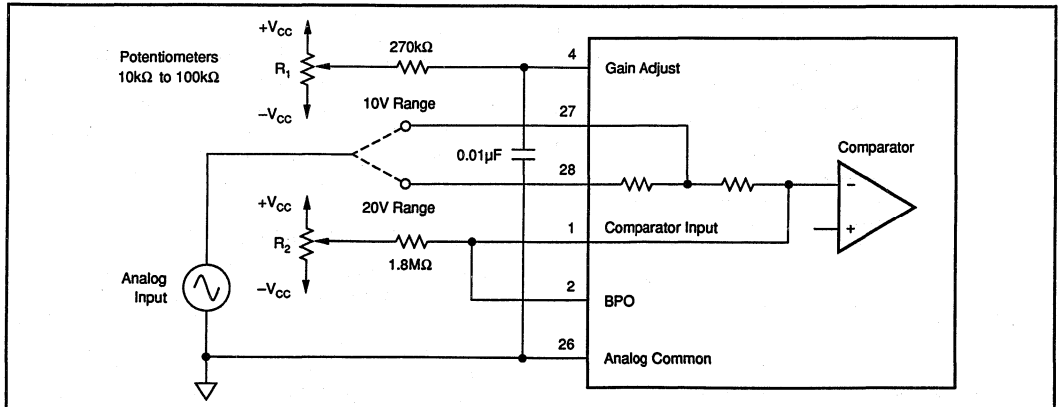 +VCC
Potentiometers
10kΩ to 100kΩ
R1
270kΩ
4
Gain Adjust
−VCC
10V Range
27
Comparator
0.01µF
28
−
+
20V Range
+VCC
R2
1.8MΩ
1
Comparator Input
Analog
Input
−VCC
2
BPO
26
Analog Common